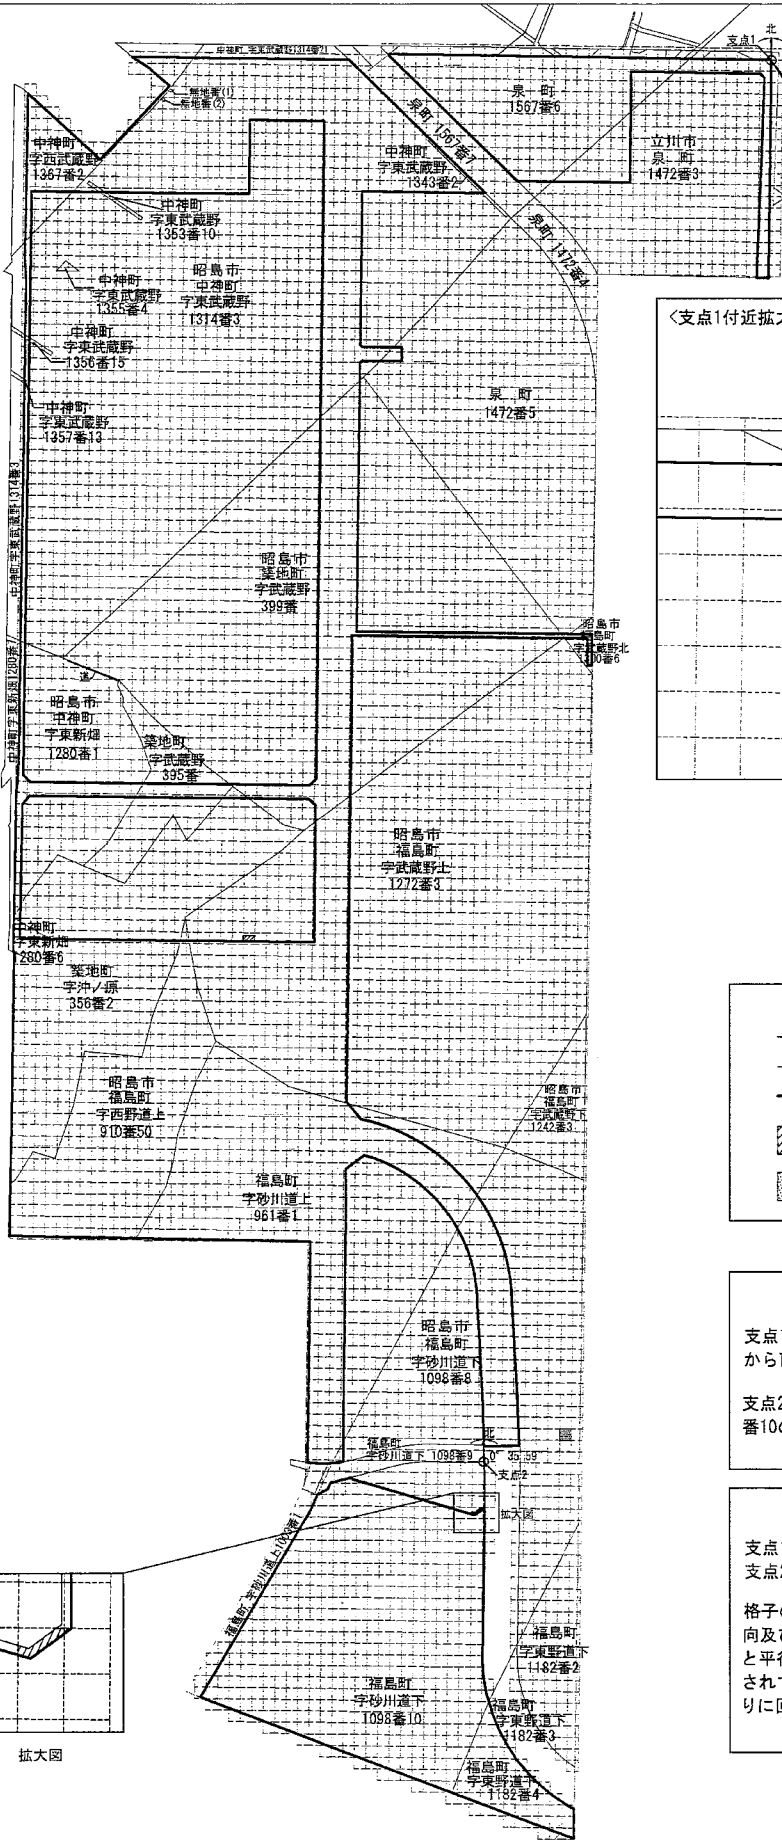 中神町 字東武蔵野1314番21
支点1
北
無地番(1)
無地番(2)
泉 町
1567番6
泉町 1567番7
中神町
字西武蔵野
1367番2
中神町
字東武蔵野
1343番2
立川市
泉 町
1472番3
中神町
字東武蔵野
1353番10
泉町 1472番4
中神町
字東武蔵野
1355番4
昭島市
中神町
字東武蔵野
1314番3
<支点1付近拡
中神町
字東武蔵野
1356番15
中神町
字東武蔵野
1357番13
泉 町
1472番5
中神町 字東武蔵野1314番3
昭島市
築地町
字武蔵野
399番
昭島市
福島町
字武蔵野北
1300番6
中神町 字東新畑1280番7
道
昭島市
中神町
字東新畑
1280番1
築地町
字武蔵野
395番
昭島市
福島町
字武蔵野上
1272番3
中神町
字東新畑
1280番6
築地町
字沖ノ原
356番2
昭島市
福島町
字西野道上
910番50
昭島市
福島町
字武蔵野下
1242番3
福島町
字砂川道上
961番1
昭島市
福島町
字砂川道下
1098番8
支点
から
支点2
番10
福島町
字砂川道下 1098番9
北
0° 35′ 59
支点2
拡大図
福島町 字砂川道上1009番1
支点
支点
格子の
向及び
と平行
されて
りに回
福島町
字東野道下
1182番2
福島町
字砂川道下
1098番10
福島町
字東野道下
1182番3
福島町
字東野道下
1182番4
拡大図